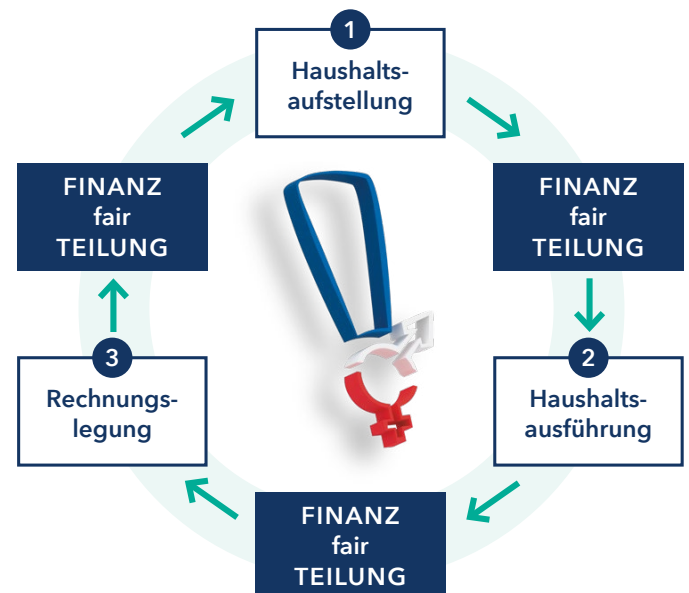 1
Haushalts-
aufstellung
FINANZ
fair
TEILUNG
2
Haushalts-
ausführung
FINANZ
fair
TEILUNG
3
Rechnungs-
legung
FINANZ
fair
TEILUNG